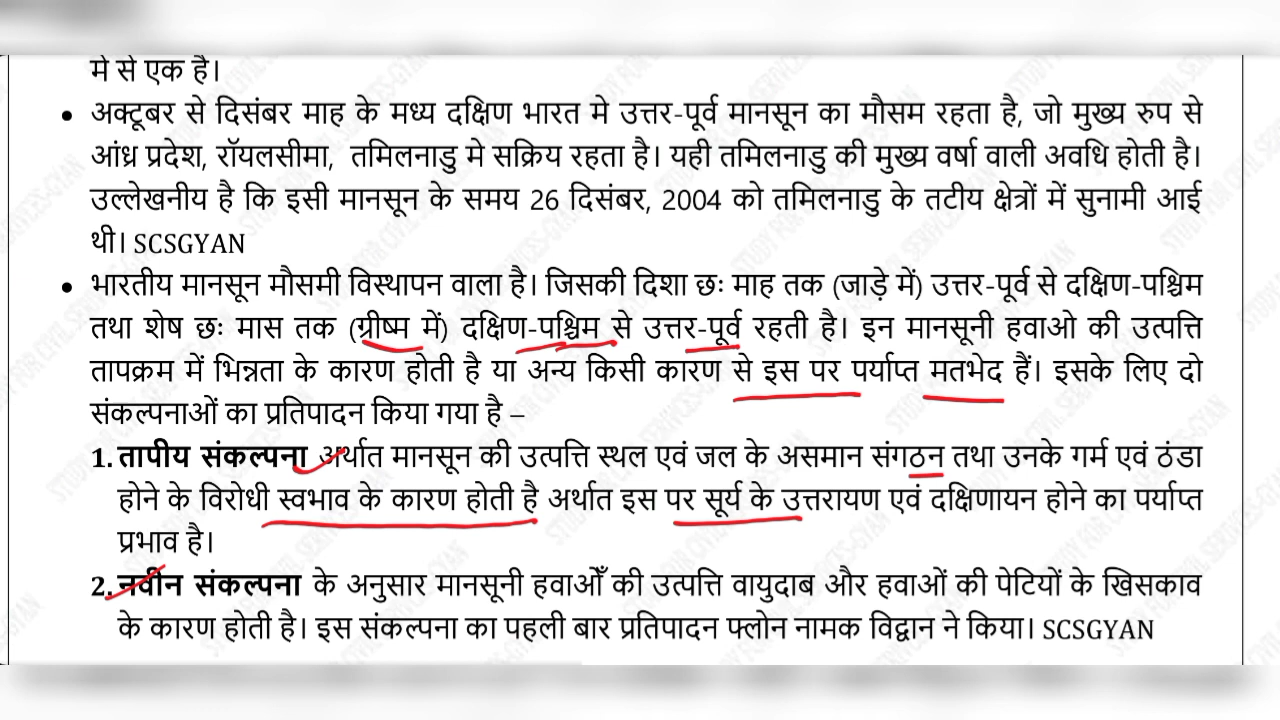 में से एक है।
• अक्टूबर से दिसंबर माह के मध्य दक्षिण भारत मे उत्तर-पूर्व मानसून का मौसम रहता है, जो मुख्य रुप से
आंध्र प्रदेश, रॉयलसीमा, तमिलनाडु मे सक्रिय रहता है। यही तमिलनाडु की मुख्य वर्षा वाली अवधि होती है।
उल्लेखनीय है कि इसी मानसून के समय 26 दिसंबर, 2004 को तमिलनाडु के तटीय क्षेत्रों में सुनामी आई
थी। SCSGYAN
• भारतीय मानसून मौसमी विस्थापन वाला है। जिसकी दिशा छः माह तक (जाड़े में) उत्तर-पूर्व से दक्षिण-पश्चिम
तथा शेष छः मास तक (ग्रीष्म में) दक्षिण-पश्चिम से उत्तर-पूर्व रहती है। इन मानसूनी हवाओ की उत्पत्ति
तापक्रम में भिन्नता के कारण होती है या अन्य किसी कारण से इस पर पर्याप्त मतभेद हैं। इसके लिए दो
संकल्पनाओं का प्रतिपादन किया गया है –
1. तापीय संकल्पना अर्थात मानसून की उत्पत्ति स्थल एवं जल के असमान संगठन तथा उनके गर्म एवं ठंडा
होने के विरोधी स्वभाव के कारण होती है अर्थात इस पर सूर्य के उत्तरायण एवं दक्षिणायन होने का पर्याप्त
प्रभाव है।
2. नवीन संकल्पना के अनुसार मानसूनी हवाओँ की उत्पत्ति वायुदाब और हवाओं की पेटियों के खिसकाव
के कारण होती है। इस संकल्पना का पहली बार प्रतिपादन फ्लोन नामक विद्वान ने किया। SCSGYAN